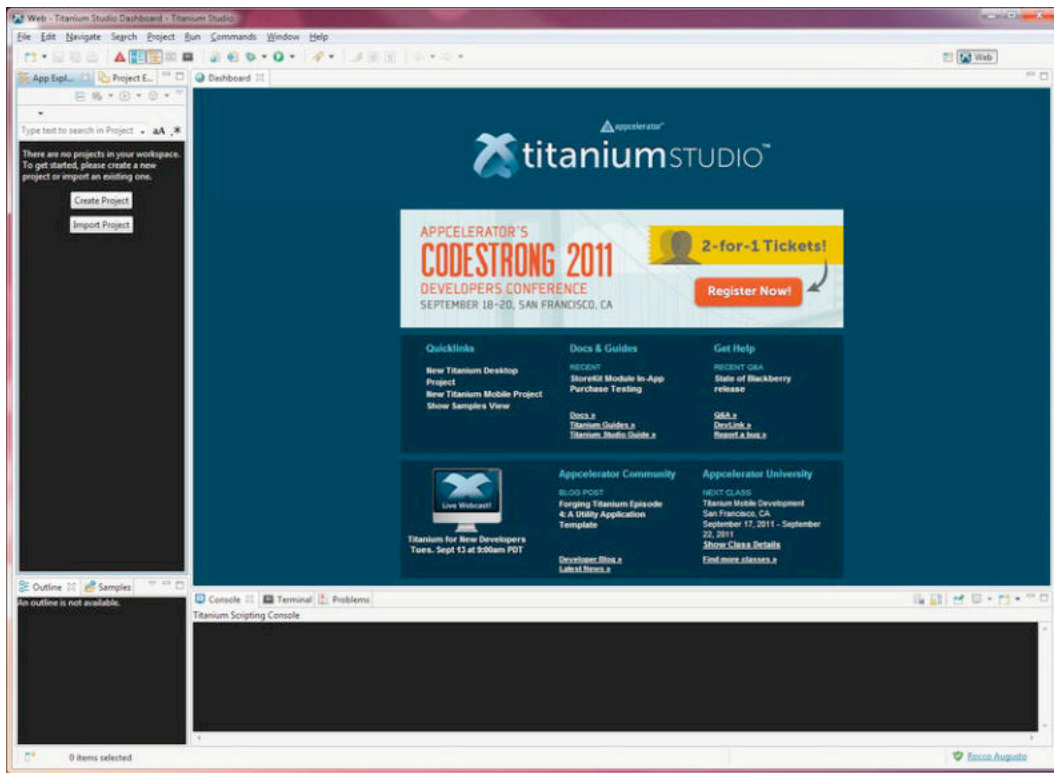 Web - Titanium Studio Dashboard - Titanium Studio
File Edit Navigate Search Project Run Commands Window Help
Web
App Expl... Project E...
Dashboard
Type text to search in Project
aA .*
There are no projects in your workspace.
To get started, please create a new
project or import an existing one.
Create Project
Import Project
appcelerator
titanium STUDIO™
APPCELERATOR'S
CODESTRONG 2011
DEVELOPERS CONFERENCE
SEPTEMBER 18-20, SAN FRANCISCO, CA
2-for-1 Tickets!
Register Now!
Quicklinks
New Titanium Desktop
Project
New Titanium Mobile Project
Show Samples View
Docs & Guides
RECENT
StoreKit Module in-App
Purchase Testing
Docs »
Titanium Guides »
Titanium Studio Guide »
Get Help
RECENT Q&A
State of Blackberry
release
Q&A »
DevLink »
Report a bug »
Live Webcast!
Titanium for New Developers
Tues. Sept 13 at 9:00am PDT
Appcelerator Community
BLOG POST
Forging Titanium Episode
4: A Utility Application
Template
Developer Blog »
Latest News »
Appcelerator University
NEXT CLASS
Titanium Mobile Development
San Francisco, CA
September 17, 2011 - September
22, 2011
Show Class Details
Find more classes »
Outline Samples
An outline is not available.
Console Terminal Problems
Titanium Scripting Console
0 items selected
Rocco Augusto